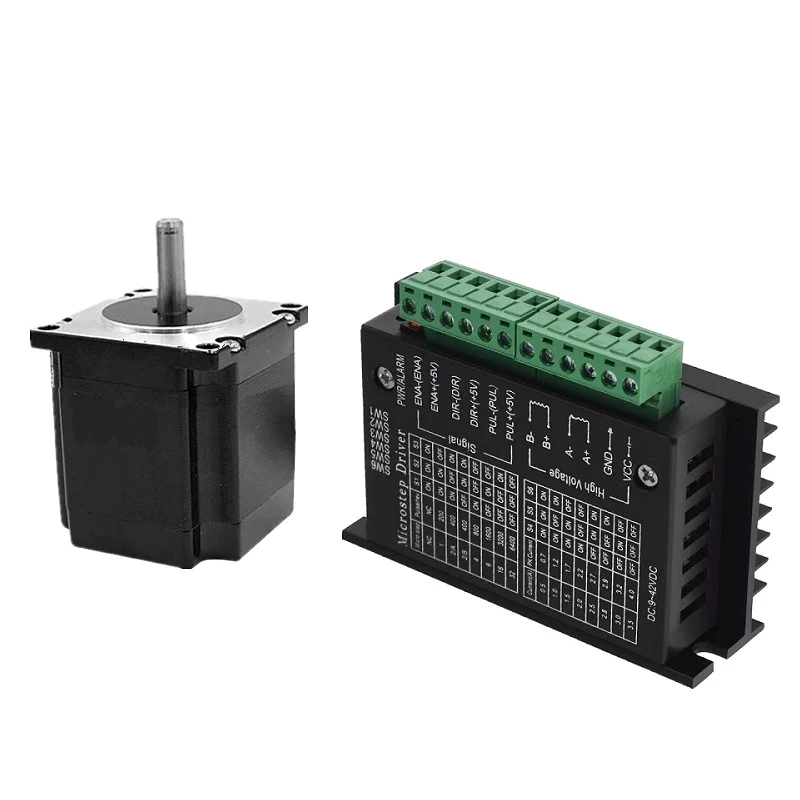 PWR/ALARM
ENA-(ENA)
ENA+(+5V)
DIR-(DIR)
DIR+(+5V)
PUL-(PUL)
PUL+(+5V)
B-
B+
A-
A+
GND
VCC
Signal
High Voltage
SW1
SW2
SW3
SW4
SW5
SW6
Microstep Driver
Micro step Pulse/rev S1 S2 S3
NC NC ON ON ON
1 200 ON ON OFF
2/A 400 ON OFF ON
2/B 400 OFF ON ON
4 800 ON OFF OFF
8 1600 OFF ON OFF
16 3200 OFF OFF ON
32 6400 OFF OFF OFF
Current(A) PK Current S4 S5 S6
0.5 0.7 ON ON ON
1.0 1.2 ON OFF ON
1.5 1.7 ON ON OFF
2.0 2.2 ON OFF OFF
2.5 2.7 OFF ON ON
2.8 2.9 OFF OFF ON
3.0 3.2 OFF ON OFF
3.5 4.0 OFF OFF OFF
DC:9~42VDC